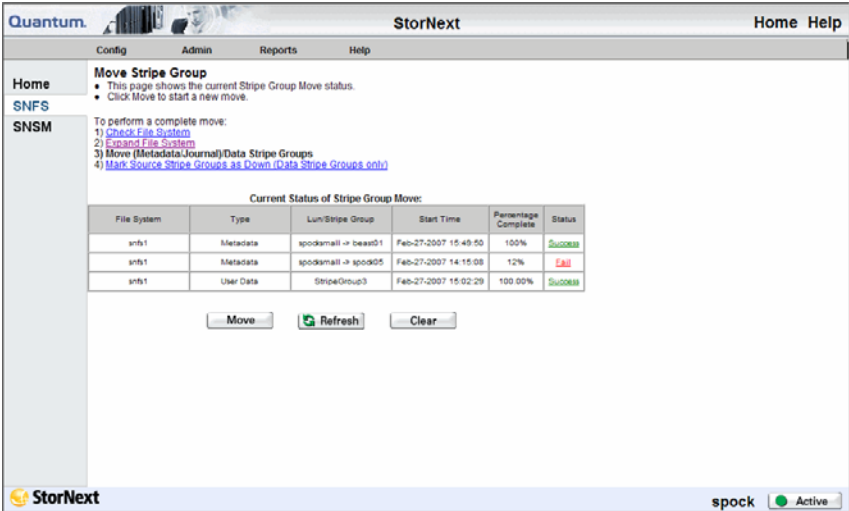 Quantum.
StorNext
Home Help
Config Admin Reports Help
Home
SNFS
SNSM
Move Stripe Group
• This page shows the current Stripe Group Move status.
• Click Move to start a new move.
To perform a complete move:
1) Check File System
2) Expand File System
3) Move (Metadata/Journal)/Data Stripe Groups
4) Mark Source Stripe Groups as Down (Data Stripe Groups only)
Current Status of Stripe Group Move:
File System Type Lun/Stripe Group Start Time Percentage Complete Status
snfs1 Metadata spocksmall -> beast01 Feb-27-2007 15:49:50 100% Success
snfs1 Metadata spocksmall -> spock05 Feb-27-2007 14:15:08 12% Fail
snfs1 User Data StripeGroup3 Feb-27-2007 15:02:29 100.00% Success
Move Refresh Clear
StorNext
spock Active